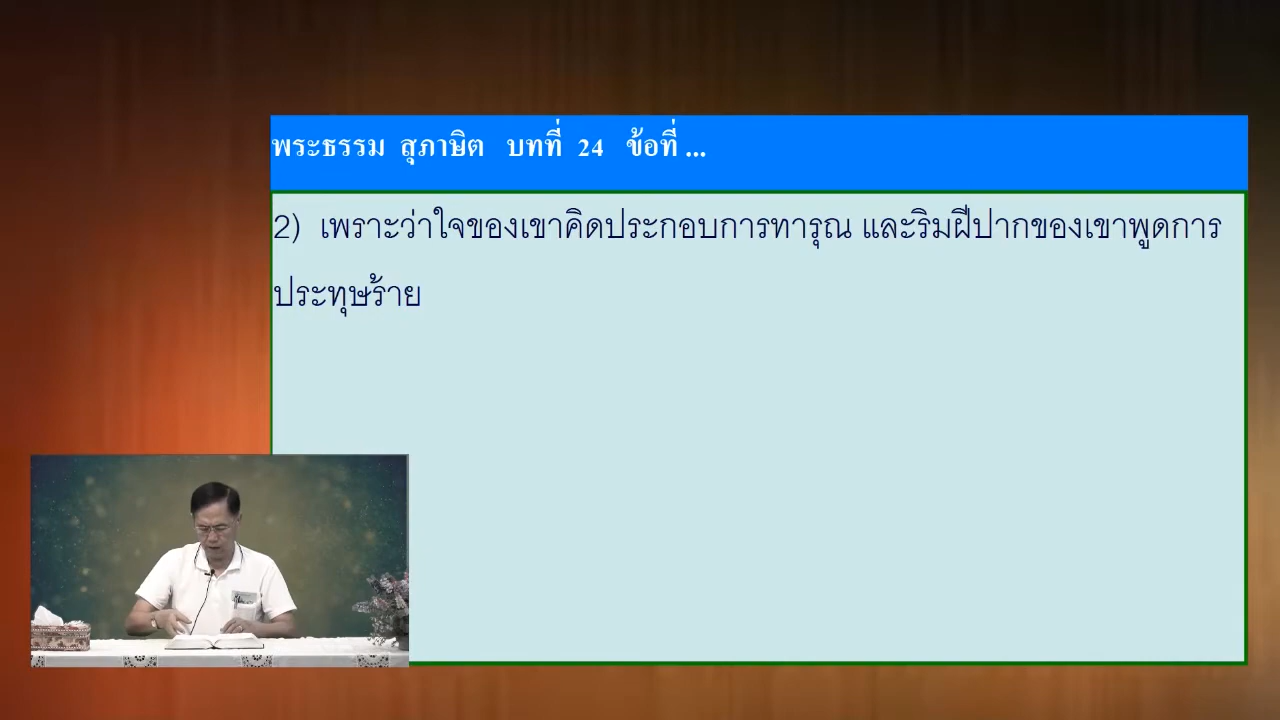 พระธรรม สุภาษิต บทที่ 24 ข้อที่ ...
2) เพราะว่าใจของเขาคิดประกอบการทารุณ และริมฝีปากของเขาพูดการ
ประทุษร้าย